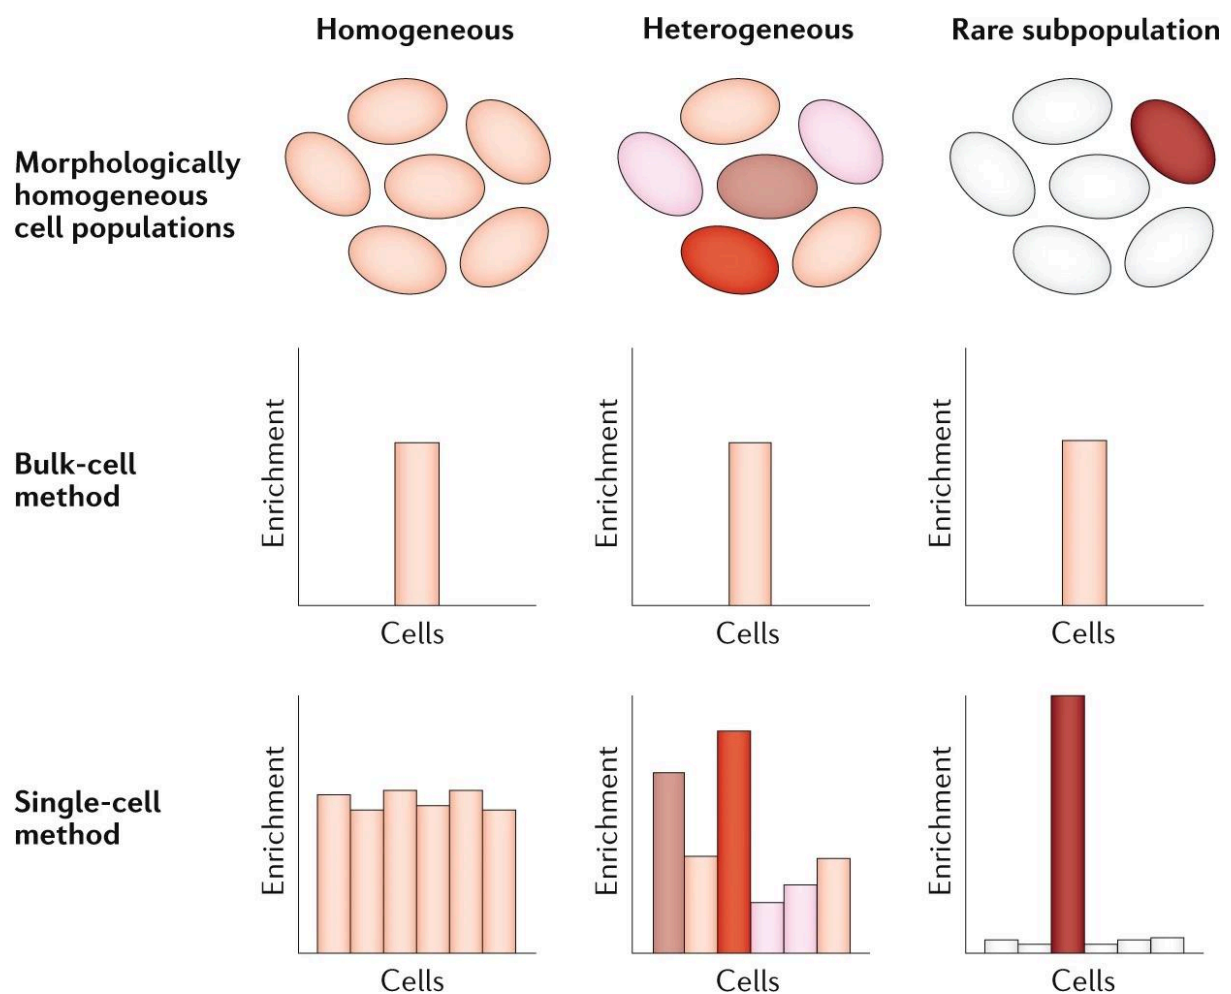 Homogeneous
Heterogeneous
Rare subpopulation
Morphologically
homogeneous
cell populations
Bulk-cell
method
Enrichment
Cells
Enrichment
Cells
Enrichment
Cells
Single-cell
method
Enrichment
Cells
Enrichment
Cells
Enrichment
Cells